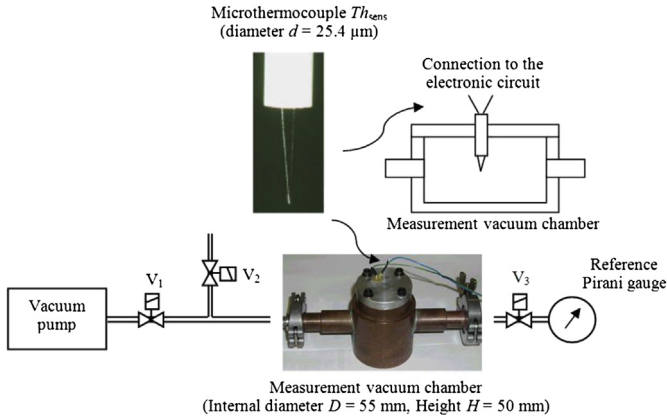 Microthermocouple Thsens
(diameter d = 25.4 µm)
Connection to the
electronic circuit
Measurement vacuum chamber
V1
V2
V3
Reference
Pirani gauge
Vacuum
pump
Measurement vacuum chamber
(Internal diameter D = 55 mm, Height H = 50 mm)